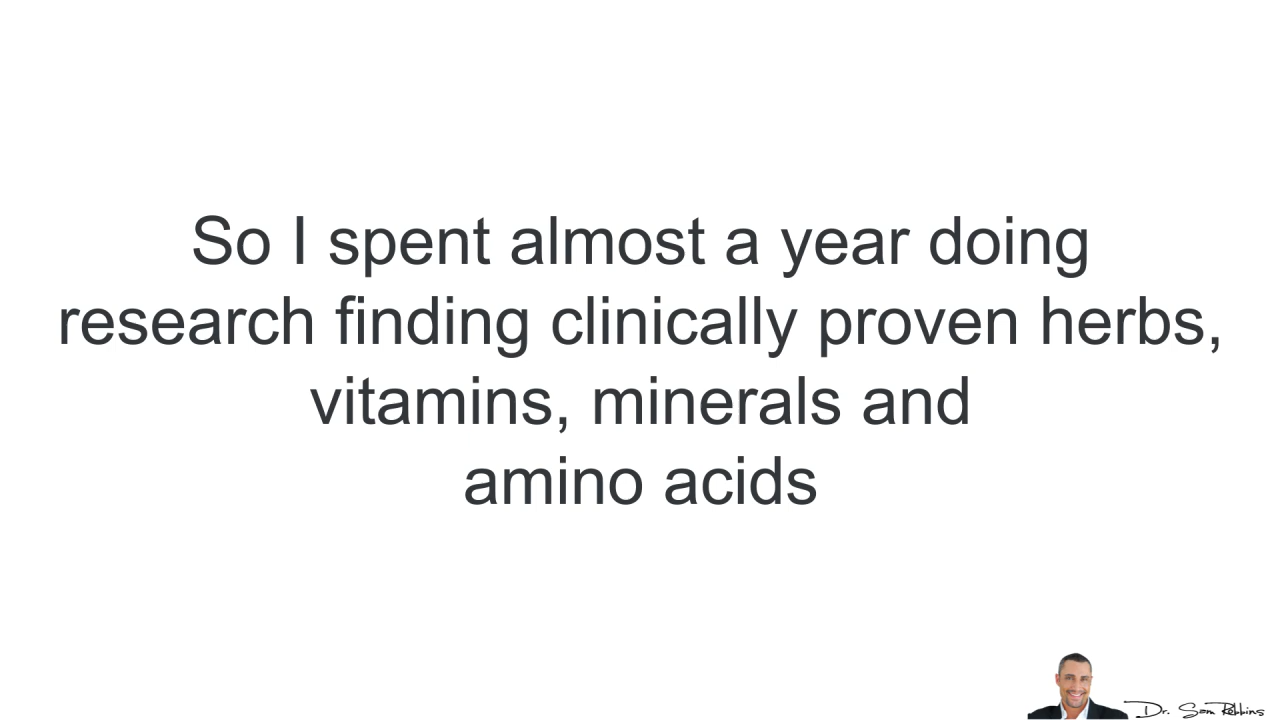 So I spent almost a year doing
research finding clinically proven herbs,
vitamins, minerals and
amino acids
Dr. Sam Robbins